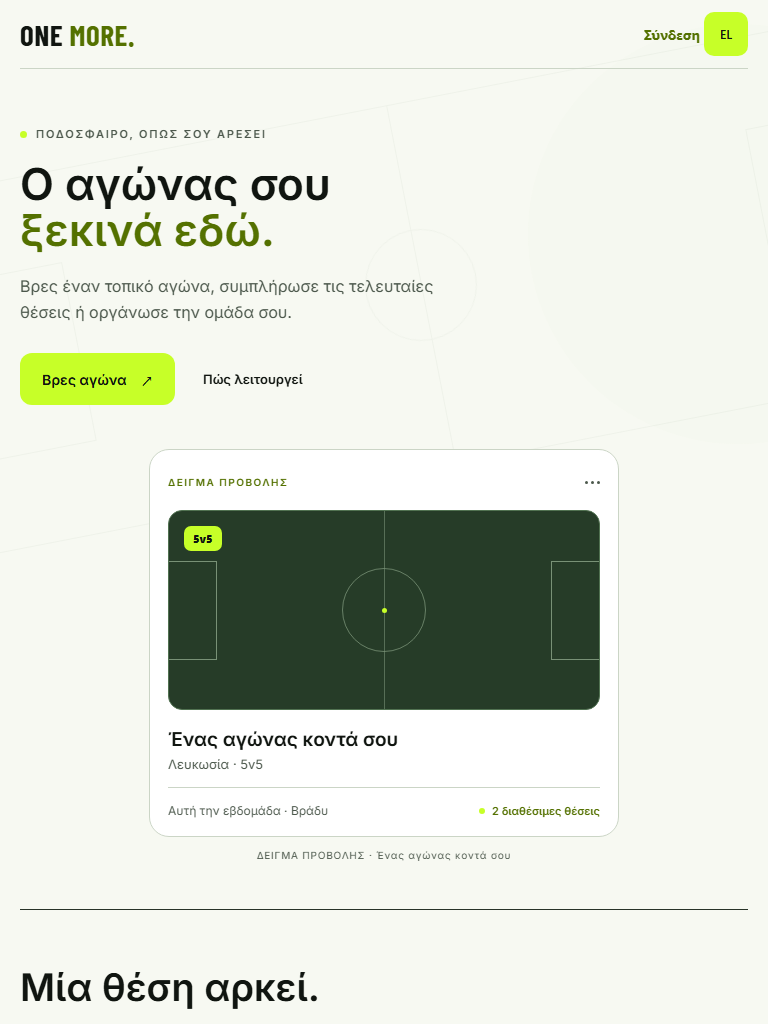 ONE MORE.
Σύνδεση
EL
ΠΟΔΟΣΦΑΙΡΟ, ΟΠΩΣ ΣΟΥ ΑΡΕΣΕΙ
Ο αγώνας σου
ξεκινά εδώ.
Βρες έναν τοπικό αγώνα, συμπλήρωσε τις τελευταίες
θέσεις ή οργάνωσε την ομάδα σου.
Βρες αγώνα ↗
Πώς λειτουργεί
ΔΕΙΓΜΑ ΠΡΟΒΟΛΗΣ
5v5
Ένας αγώνας κοντά σου
Λευκωσία · 5v5
Αυτή την εβδομάδα · Βράδυ
2 διαθέσιμες θέσεις
ΔΕΙΓΜΑ ΠΡΟΒΟΛΗΣ · Ένας αγώνας κοντά σου
Μία θέση αρκεί.